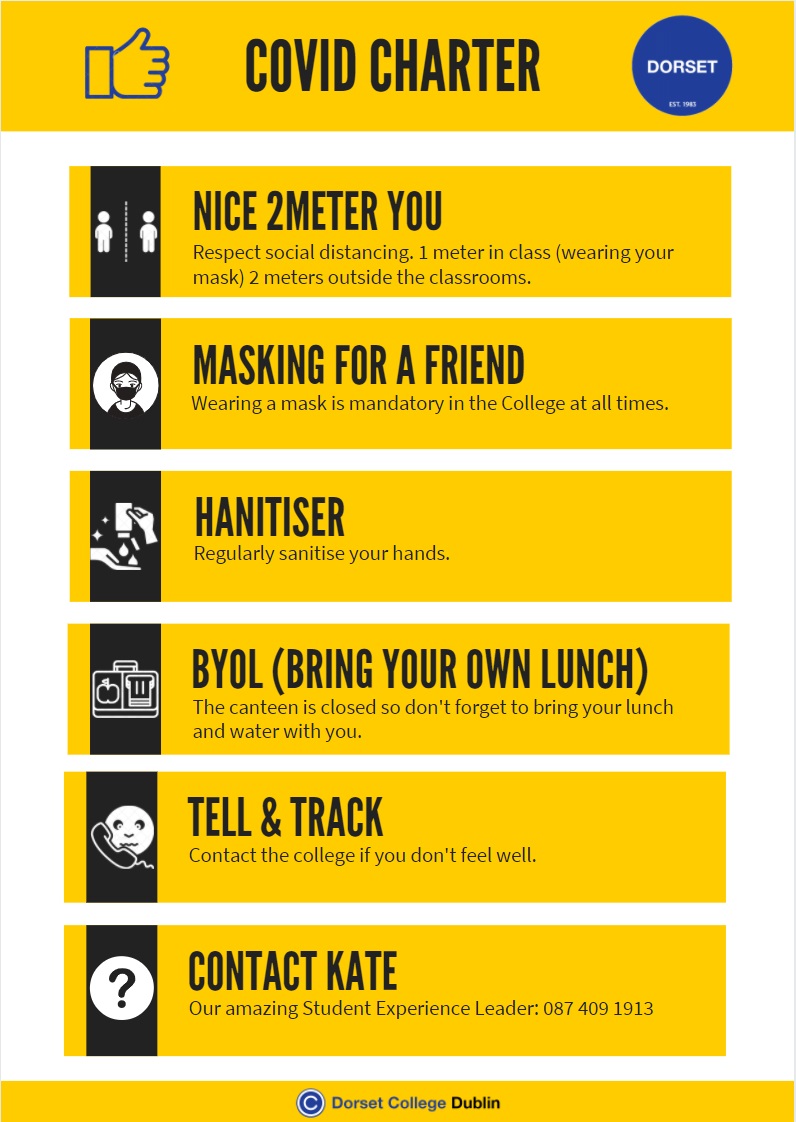 COVID CHARTER
DORSET
EST. 1983
NICE 2METER YOU
Respect social distancing. 1 meter in class (wearing your
mask) 2 meters outside the classrooms.
MASKING FOR A FRIEND
Wearing a mask is mandatory in the College at all times.
HANITISER
Regularly sanitise your hands.
BYOL (BRING YOUR OWN LUNCH)
The canteen is closed so don't forget to bring your lunch
and water with you.
TELL & TRACK
Contact the college if you don't feel well.
?
CONTACT KATE
Our amazing Student Experience Leader: 087 409 1913
C Dorset College Dublin